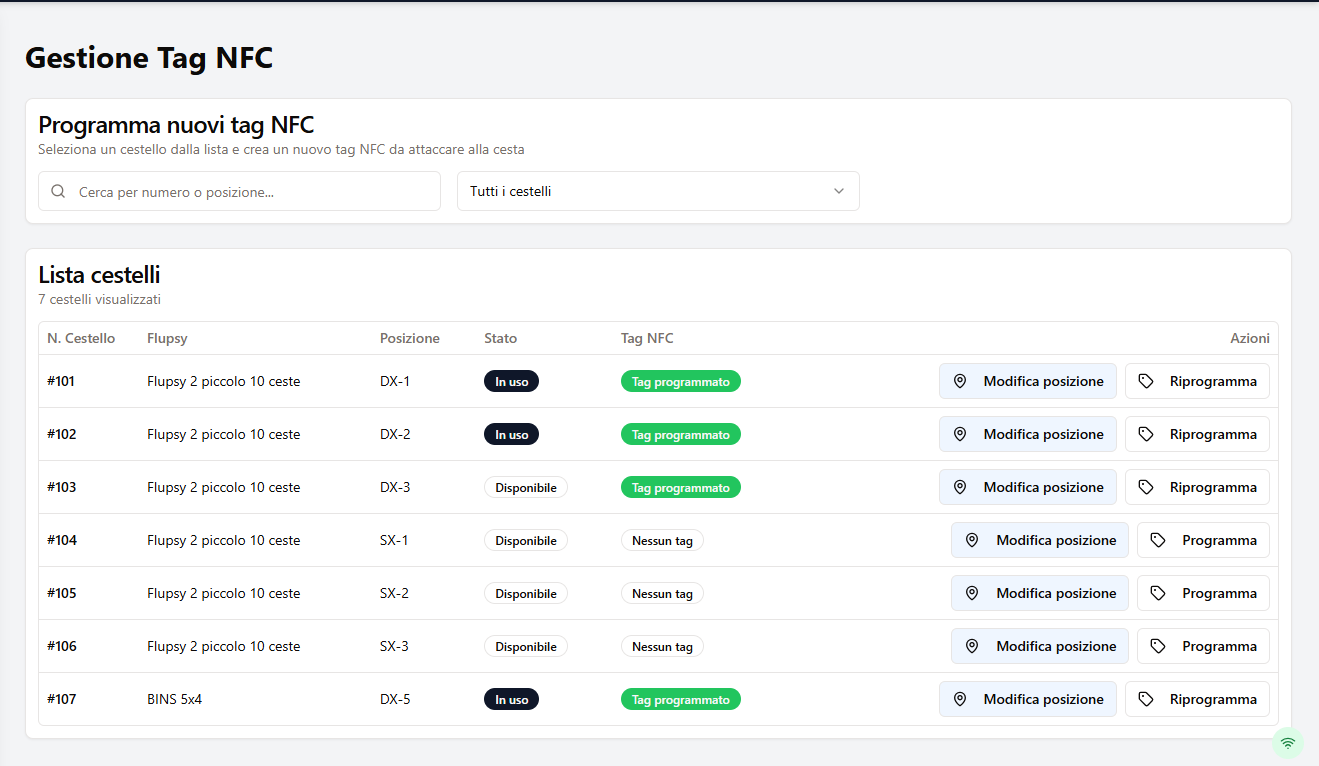 Gestione Tag NFC
Programma nuovi tag NFC
Seleziona un cestello dalla lista e crea un nuovo tag NFC da attaccare alla cesta
Cerca per numero o posizione... Tutti i cestelli
Lista cestelli
7 cestelli visualizzati
N. Cestello Flupsy Posizione Stato Tag NFC Azioni
#101 Flupsy 2 piccolo 10 ceste DX-1 In uso Tag programmato Modifica posizione Riprogramma
#102 Flupsy 2 piccolo 10 ceste DX-2 In uso Tag programmato Modifica posizione Riprogramma
#103 Flupsy 2 piccolo 10 ceste DX-3 Disponibile Tag programmato Modifica posizione Riprogramma
#104 Flupsy 2 piccolo 10 ceste SX-1 Disponibile Nessun tag Modifica posizione Programma
#105 Flupsy 2 piccolo 10 ceste SX-2 Disponibile Nessun tag Modifica posizione Programma
#106 Flupsy 2 piccolo 10 ceste SX-3 Disponibile Nessun tag Modifica posizione Programma
#107 BINS 5x4 DX-5 In uso Tag programmato Modifica posizione Riprogramma